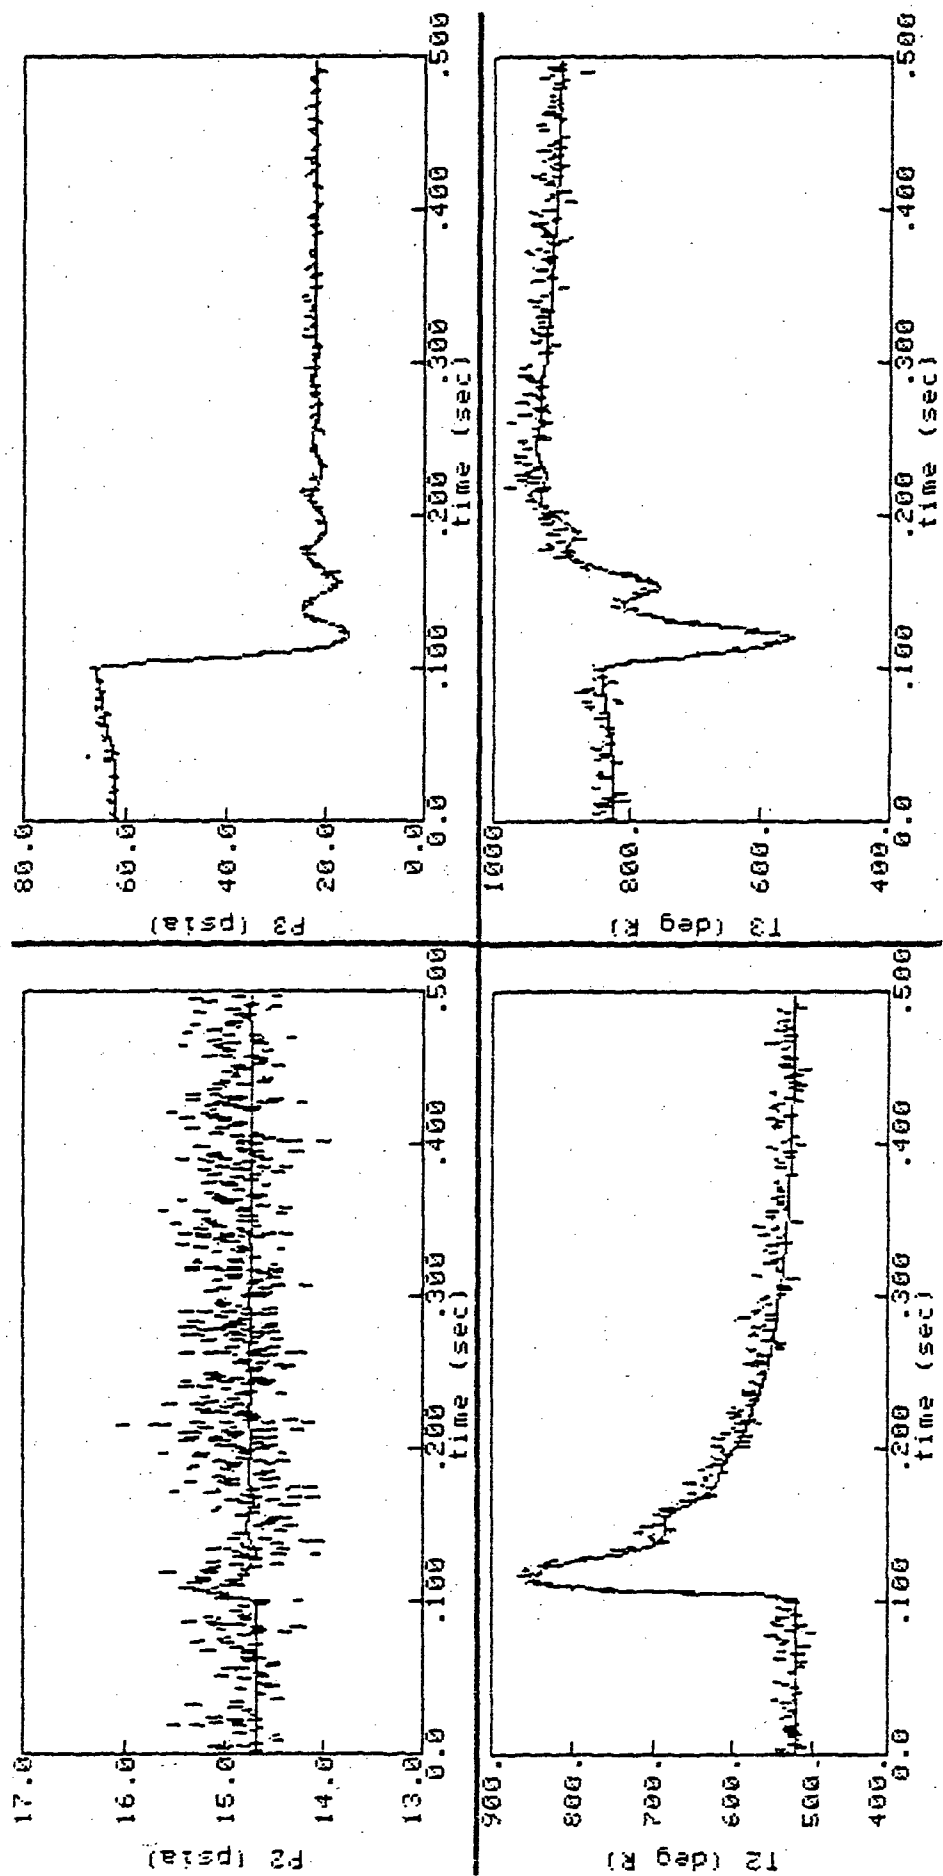 17.0
16.0
15.0
14.0
13.0
P2 (psia)
0.0 .100 .200 .300 .400 .500
time (sec)
80.0
60.0
40.0
20.0
0.0
P3 (psia)
0.0 .100 .200 .300 .400 .500
time (sec)
900.
800.
700.
600.
500.
400.
T2 (deg R)
0.0 .100 .200 .300 .400 .500
time (sec)
1000
800.
600.
400.
T3 (deg R)
0.0 .100 .200 .300 .400 .500
time (sec)